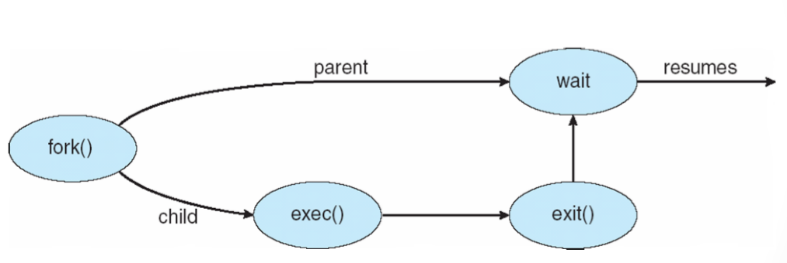 parent
wait
resumes
fork()
child
exec()
exit()